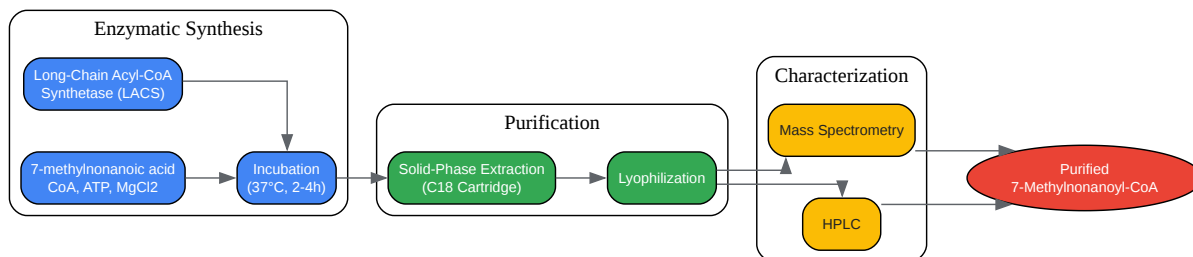 Enzymatic Synthesis
Long-Chain Acyl-CoA
Synthetase (LACS)
7-methylnonanoic acid
CoA, ATP, MgCl2
Incubation
(37°C, 2-4h)
Purification
Solid-Phase Extraction
(C18 Cartridge)
Lyophilization
Characterization
Mass Spectrometry
HPLC
Purified
7-Methylnonanoyl-CoA